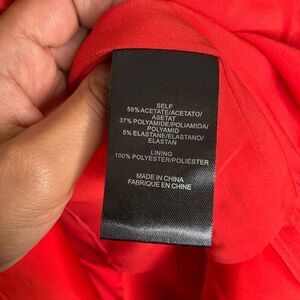 SELF
58% ACETATE/ACETATO/
ASETAT
37% POLYAMIDE/POLIAMIDA/
POLYAMID
5% ELASTANE/ELASTANO/
ELASTAN
LINING
100% POLYESTER/POLIESTER
MADE IN CHINA
FABRIQUE EN CHINE